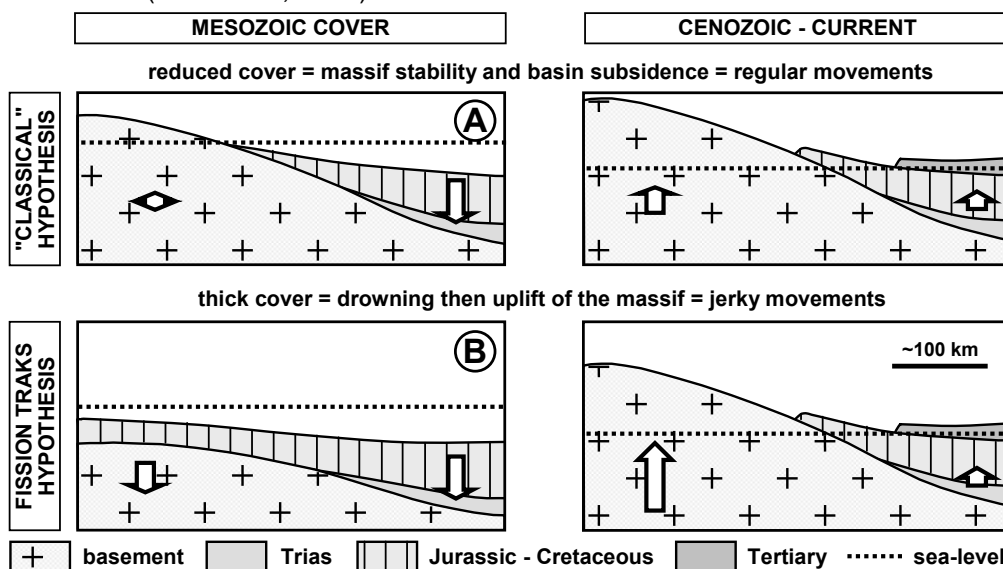 MESOZOIC COVER
CENOZOIC - CURRENT
reduced cover = massif stability and basin subsidence = regular movements
"CLASSICAL"
HYPOTHESIS
A
thick cover = drowning then uplift of the massif = jerky movements
FISSION TRAKS
HYPOTHESIS
B
~100 km
basement
Trias
Jurassic - Cretaceous
Tertiary
sea-level